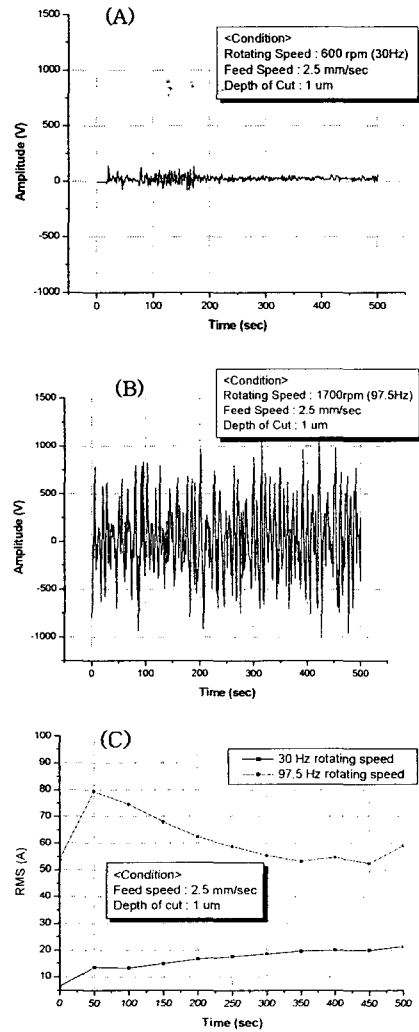 (A)
<Condition>
Rotating Speed : 600 rpm (30Hz)
Feed Speed : 2.5 mm/sec
Depth of Cut : 1 um
1500
1000
500
0
-500
-1000
Amplitude (V)
0 100 200 300 400 500
Time (sec)
(B)
<Condition>
Rotating Speed : 1700rpm (97.5Hz)
Feed Speed : 2.5 mm/sec
Depth of Cut : 1 um
1500
1000
500
0
-500
-1000
Amplitude (V)
0 100 200 300 400 500
Time (sec)
(C)
30 Hz rotating speed
97.5 Hz rotating speed
<Condition>
Feed speed : 2.5 mm/sec
Depth of cut : 1 um
100
90
80
70
60
50
40
30
20
10
RMS (A)
0 50 100 150 200 250 300 350 400 450 500
Time (sec)